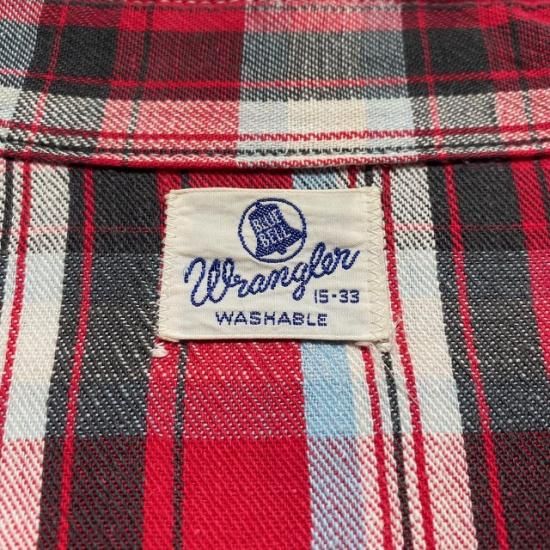 BLUE
BELL
Wrangler
15-33
WASHABLE